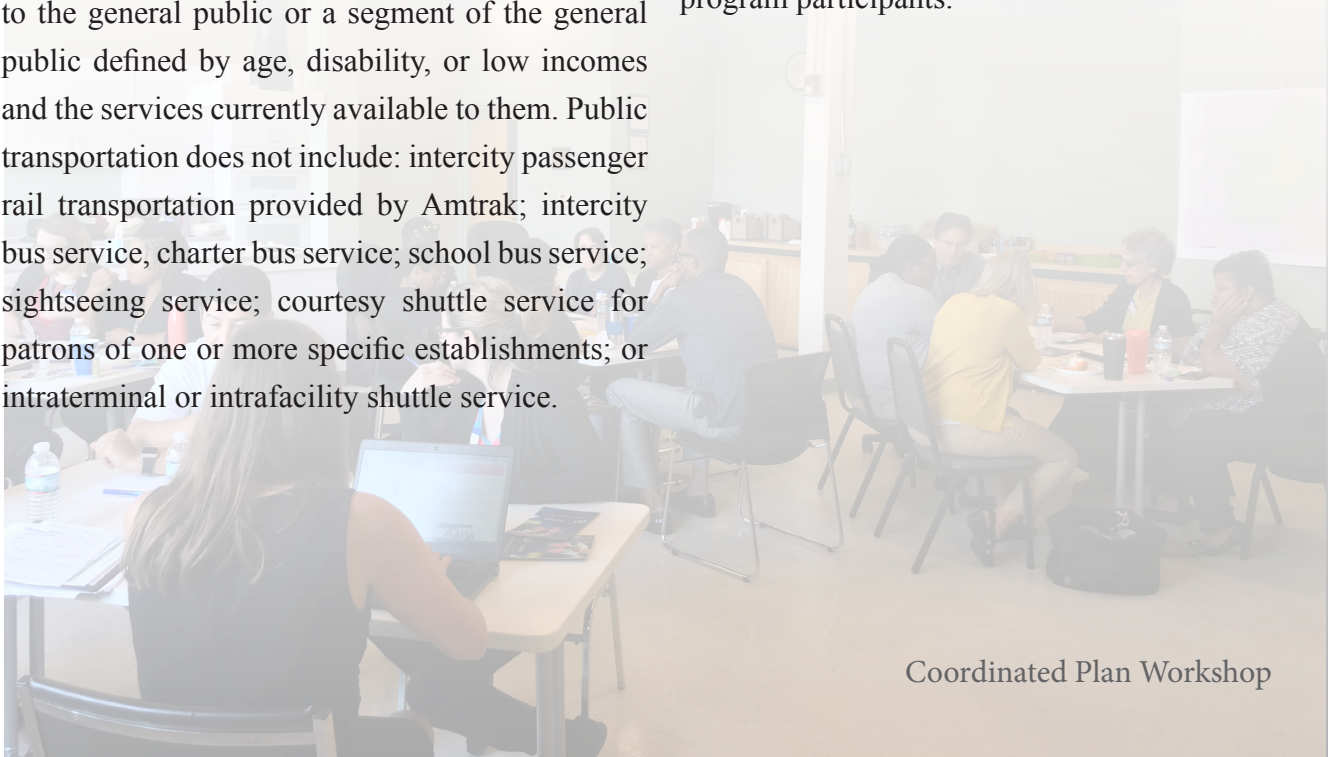 to the general public or a segment of the general
public defined by age, disability, or low incomes
and the services currently available to them. Public
transportation does not include: intercity passenger
rail transportation provided by Amtrak; intercity
bus service, charter bus service; school bus service;
sightseeing service; courtesy shuttle service for
patrons of one or more specific establishments; or
intraterminal or intrafacility shuttle service.
program participants.
Coordinated Plan Workshop